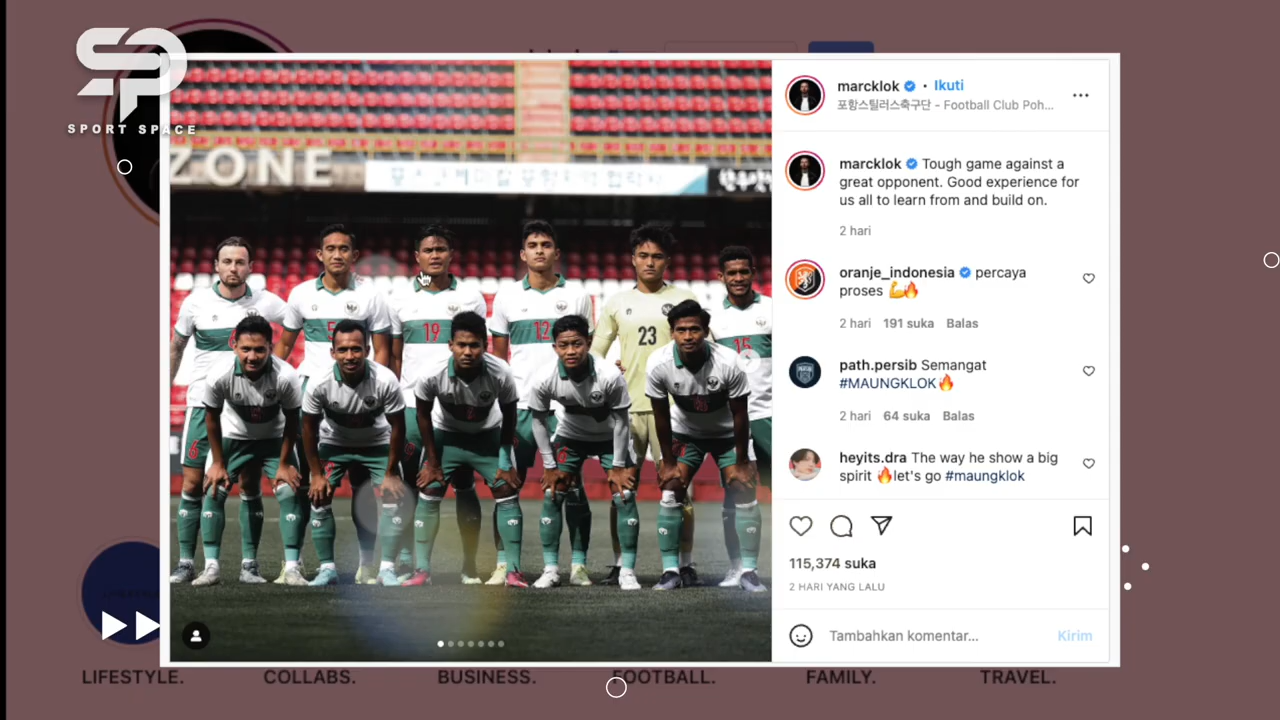 SPORT SPACE
ZONE
6
5
19
12
23
15
marcklok • Ikuti
포항스틸러스축구단 - Football Club Poh...
marcklok Tough game against a
great opponent. Good experience for
us all to learn from and build on.
2 hari
oranje_indonesia percaya
proses 💪🔥
2 hari 191 suka Balas
path.persib Semangat
#MAUNGKLOK🔥
2 hari 64 suka Balas
heyits.dra The way he show a big
spirit 🔥let's go #maungklok
115,374 suka
2 HARI YANG LALU
Tambahkan komentar... Kirim
LIFESTYLE. COLLABS. BUSINESS. FOOTBALL. FAMILY. TRAVEL.